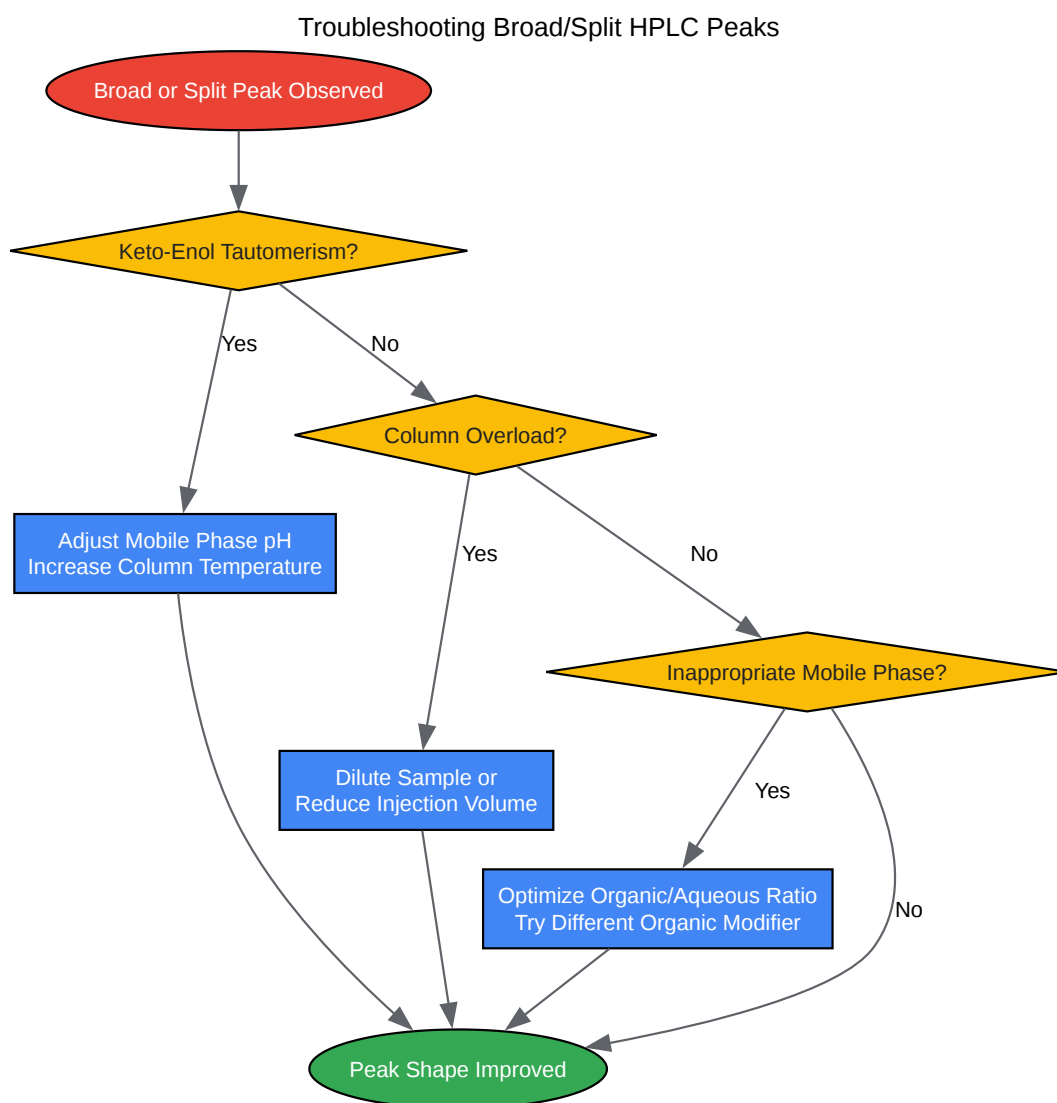 Troubleshooting Broad/Split HPLC Peaks
Broad or Split Peak Observed
Keto-Enol Tautomerism?
Yes
No
Column Overload?
Adjust Mobile Phase pH
Increase Column Temperature
Yes
No
Inappropriate Mobile Phase?
Dilute Sample or
Reduce Injection Volume
Yes
Optimize Organic/Aqueous Ratio
Try Different Organic Modifier
No
Peak Shape Improved